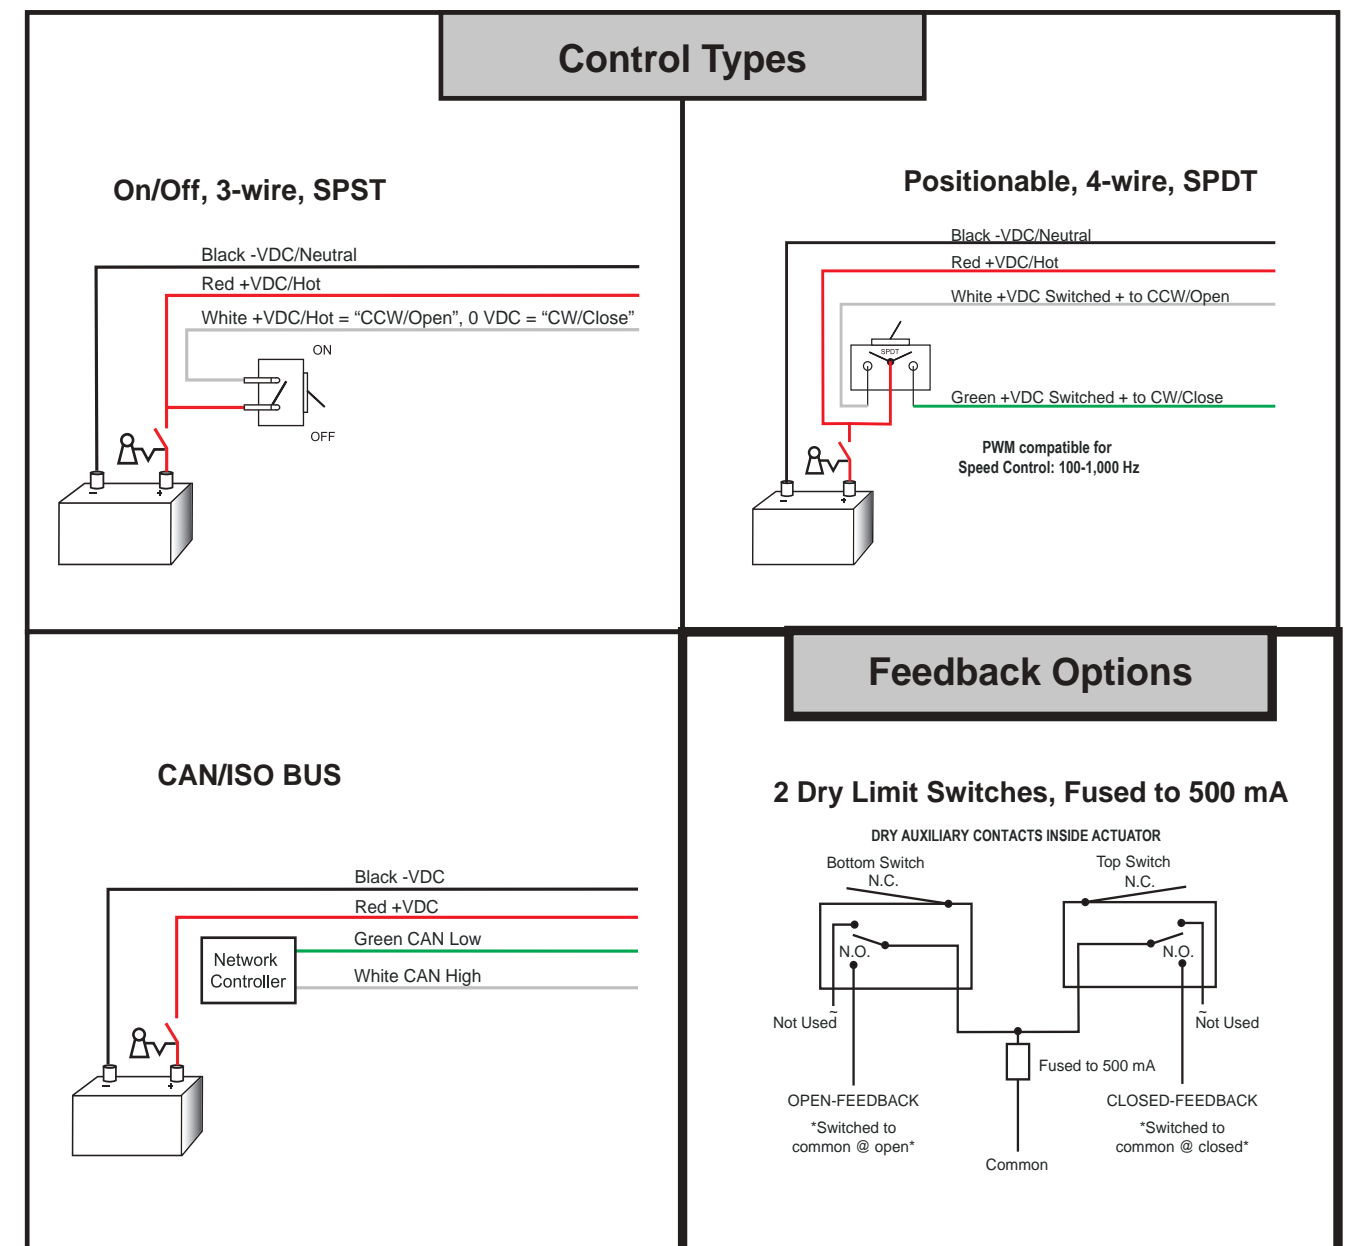 Control Types
On/Off, 3-wire, SPST
Black -VDC/Neutral
Red +VDC/Hot
White +VDC/Hot = “CCW/Open”, 0 VDC = “CW/Close”
ON
OFF
-
+
Positionable, 4-wire, SPDT
Black -VDC/Neutral
Red +VDC/Hot
White +VDC Switched + to CCW/Open
SPDT
Green +VDC Switched + to CW/Close
PWM compatible for
Speed Control: 100-1,000 Hz
-
+
CAN/ISO BUS
Black -VDC
Red +VDC
Green CAN Low
White CAN High
Network
Controller
-
+
Feedback Options
2 Dry Limit Switches, Fused to 500 mA
DRY AUXILIARY CONTACTS INSIDE ACTUATOR
Bottom Switch
N.C.
Top Switch
N.C.
N.O.
N.O.
~
Not Used
~
Not Used
Fused to 500 mA
OPEN-FEEDBACK
*Switched to
common @ open*
CLOSED-FEEDBACK
*Switched to
common @ closed*
Common